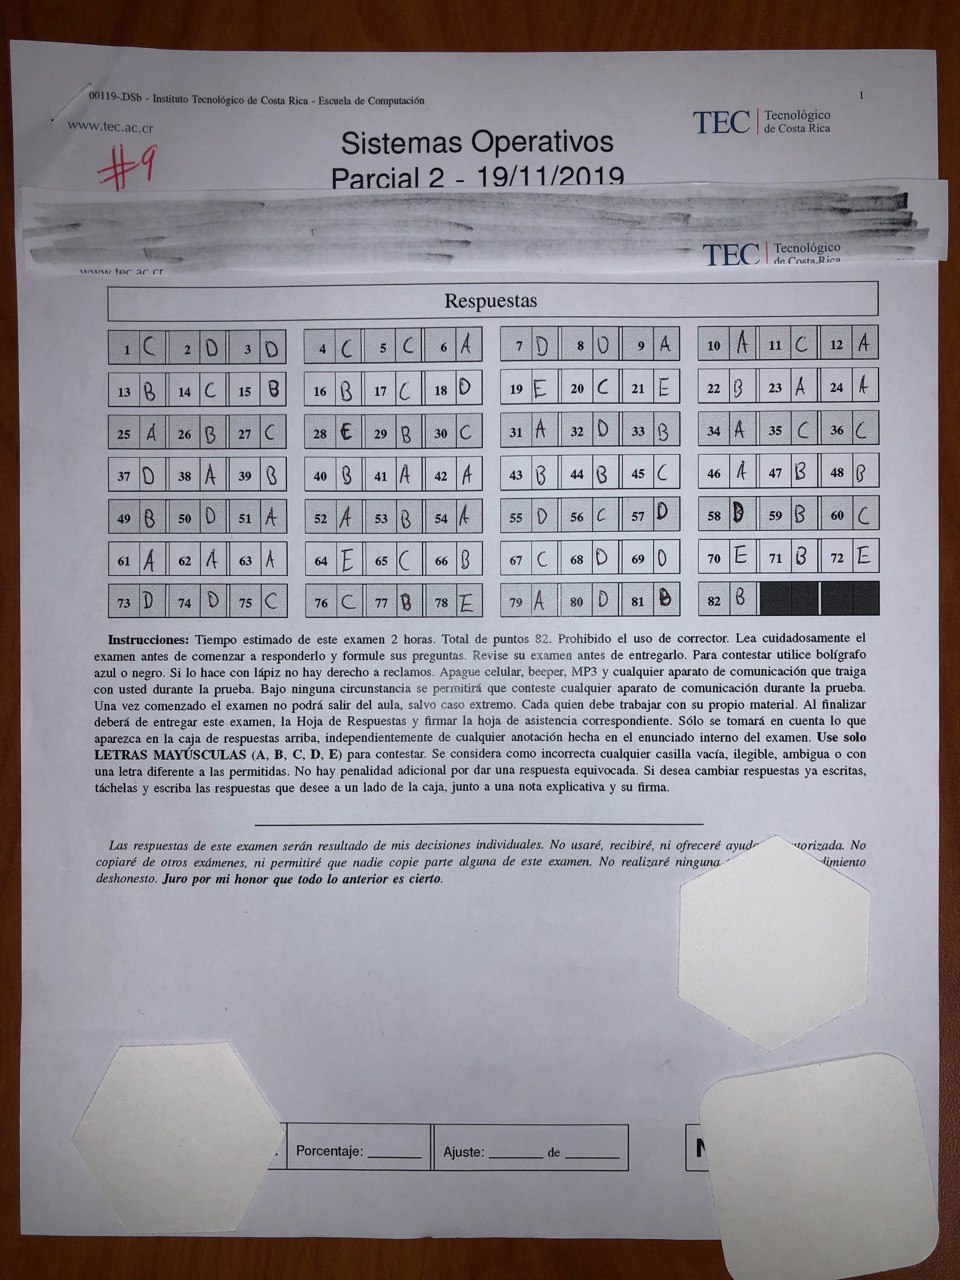 00119-.DSb - Instituto Tecnológico de Costa Rica - Escuela de Computación 1
www.tec.ac.cr
TEC Tecnológico
de Costa Rica
#9
Sistemas Operativos
Parcial 2 - 19/11/2019
TEC Tecnológico
de Costa Rica
www.tec.ac.cr
Respuestas
1 C 2 D 3 D 4 C 5 C 6 A 7 D 8 D 9 A 10 A 11 C 12 A
13 B 14 C 15 B 16 B 17 C 18 D 19 E 20 C 21 E 22 B 23 A 24 A
25 A 26 B 27 C 28 E 29 B 30 C 31 A 32 D 33 B 34 A 35 C 36 C
37 D 38 A 39 B 40 B 41 A 42 A 43 B 44 B 45 C 46 A 47 B 48 B
49 B 50 D 51 A 52 A 53 B 54 A 55 D 56 C 57 D 58 D 59 B 60 C
61 A 62 A 63 A 64 E 65 C 66 B 67 C 68 D 69 D 70 E 71 B 72 E
73 D 74 D 75 C 76 C 77 B 78 E 79 A 80 D 81 B 82 B
Instrucciones: Tiempo estimado de este examen 2 horas. Total de puntos 82. Prohibido el uso de corrector. Lea cuidadosamente el
examen antes de comenzar a responderlo y formule sus preguntas. Revise su examen antes de entregarlo. Para contestar utilice bolígrafo
azul o negro. Si lo hace con lápiz no hay derecho a reclamos. Apague celular, beeper, MP3 y cualquier aparato de comunicación que traiga
con usted durante la prueba. Bajo ninguna circunstancia se permitirá que conteste cualquier aparato de comunicación durante la prueba.
Una vez comenzado el examen no podrá salir del aula, salvo caso extremo. Cada quien debe trabajar con su propio material. Al finalizar
deberá de entregar este examen, la Hoja de Respuestas y firmar la hoja de asistencia correspondiente. Sólo se tomará en cuenta lo que
aparezca en la caja de respuestas arriba, independientemente de cualquier anotación hecha en el enunciado interno del examen. Use solo
LETRAS MAYÚSCULAS (A, B, C, D, E) para contestar. Se considera como incorrecta cualquier casilla vacía, ilegible, ambigua o con
una letra diferente a las permitidas. No hay penalidad adicional por dar una respuesta equivocada. Si desea cambiar respuestas ya escritas,
táchelas y escriba las respuestas que desee a un lado de la caja, junto a una nota explicativa y su firma.
Las respuestas de este examen serán resultado de mis decisiones individuales. No usaré, recibiré, ni ofreceré No
copiaré de otros exámenes, ni permitiré que nadie copie parte alguna de este examen. No realizaré ninguna
deshonesto. Juro por mi honor que todo lo anterior es cierto.
Porcentaje: ________ Ajuste: ________ de ________